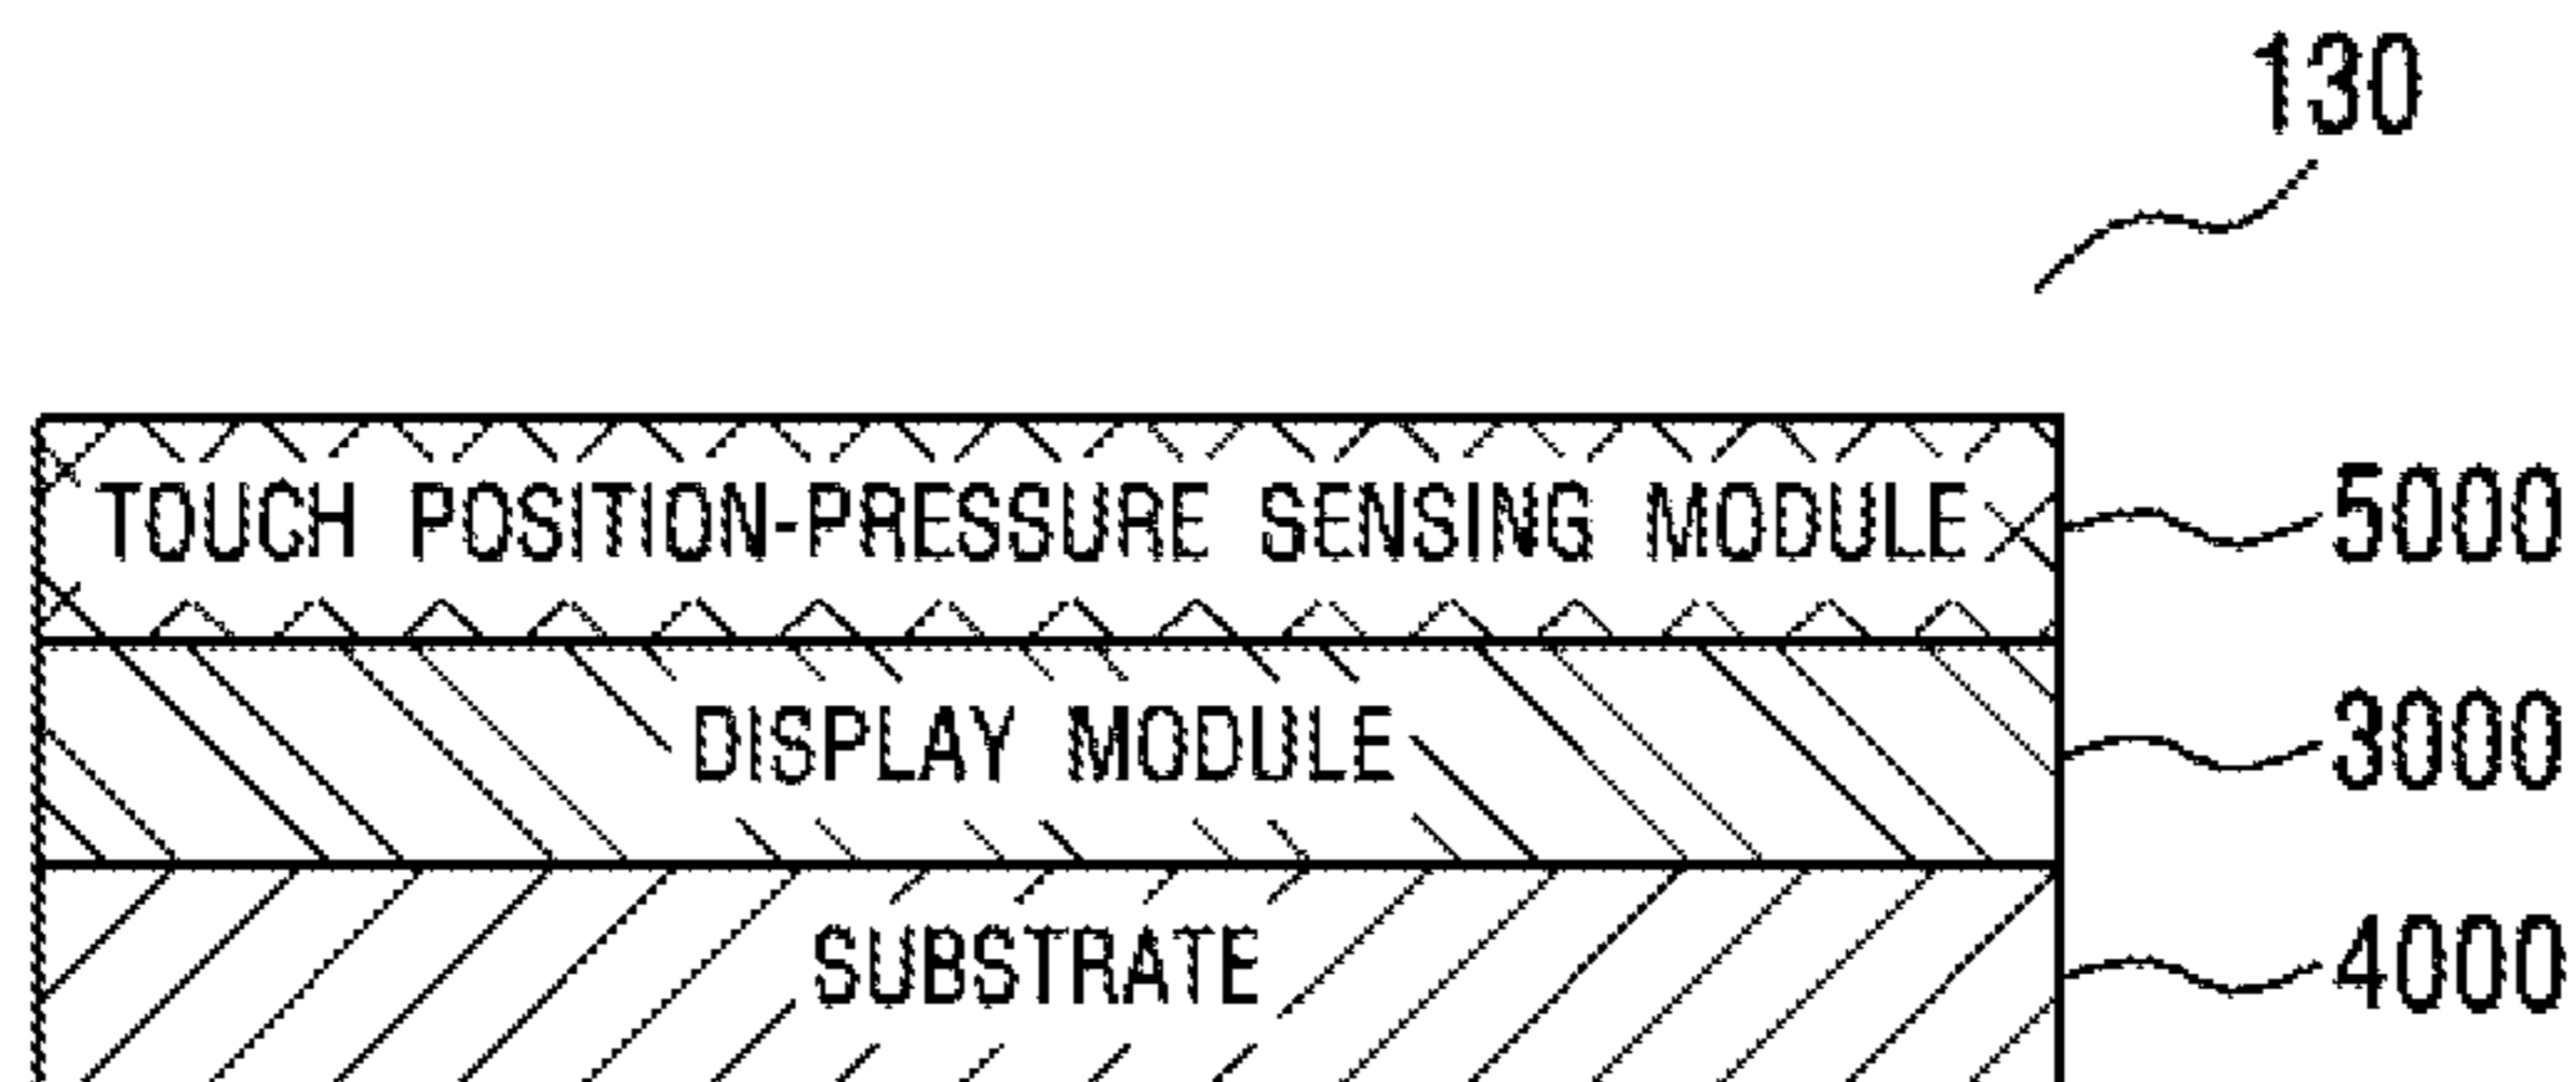 130
TOUCH POSITION-PRESSURE SENSING MODULE 5000
DISPLAY MODULE 3000
SUBSTRATE 4000